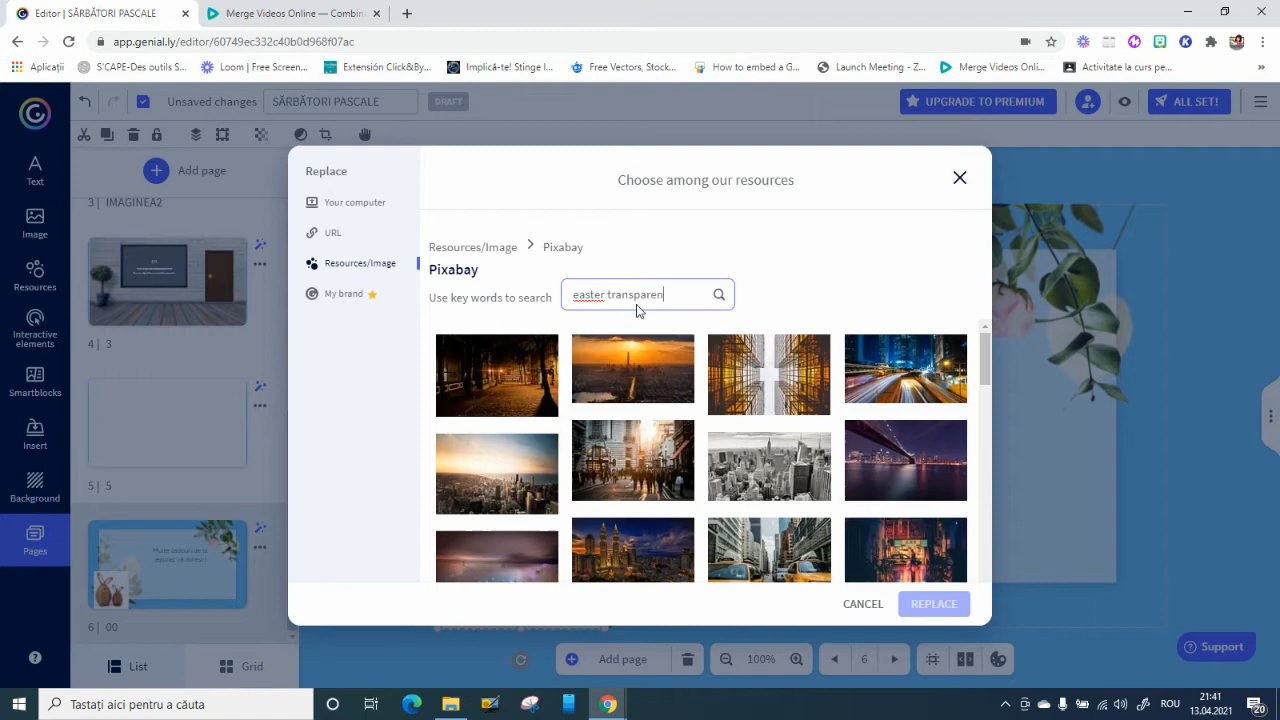 Editor | SĂRBĂTORI PASCALE
Merge Videos Online — Combin
app.genial.ly/editor/60749ec332c40b0d968f07ac
Aplicații
S'CAPE-Des outils S...
Loom | Free Screen...
Extensión Click&By...
Implică-te! Stinge l...
Free Vectors, Stock...
How to embed a G...
Launch Meeting - Z...
Merge Videos Onli...
Activitate la curs pe...
Unsaved changes
SĂRBĂTORI PASCALE
DRAFT
UPGRADE TO PREMIUM
ALL SET!
Text
Image
Resources
Interactive
elements
Smartblocks
Insert
Background
Pages
Add page
3 | IMAGINEA2
4 | 3
5 | 5
6 | 00
List
Grid
Replace
Your computer
URL
Resources/Image
My brand
Choose among our resources
Resources/Image > Pixabay
Pixabay
Use key words to search
easter transparen
CANCEL
REPLACE
Add page
100%
6
Support
Tastați aici pentru a căuta
ROU
21:41
13.04.2021
20